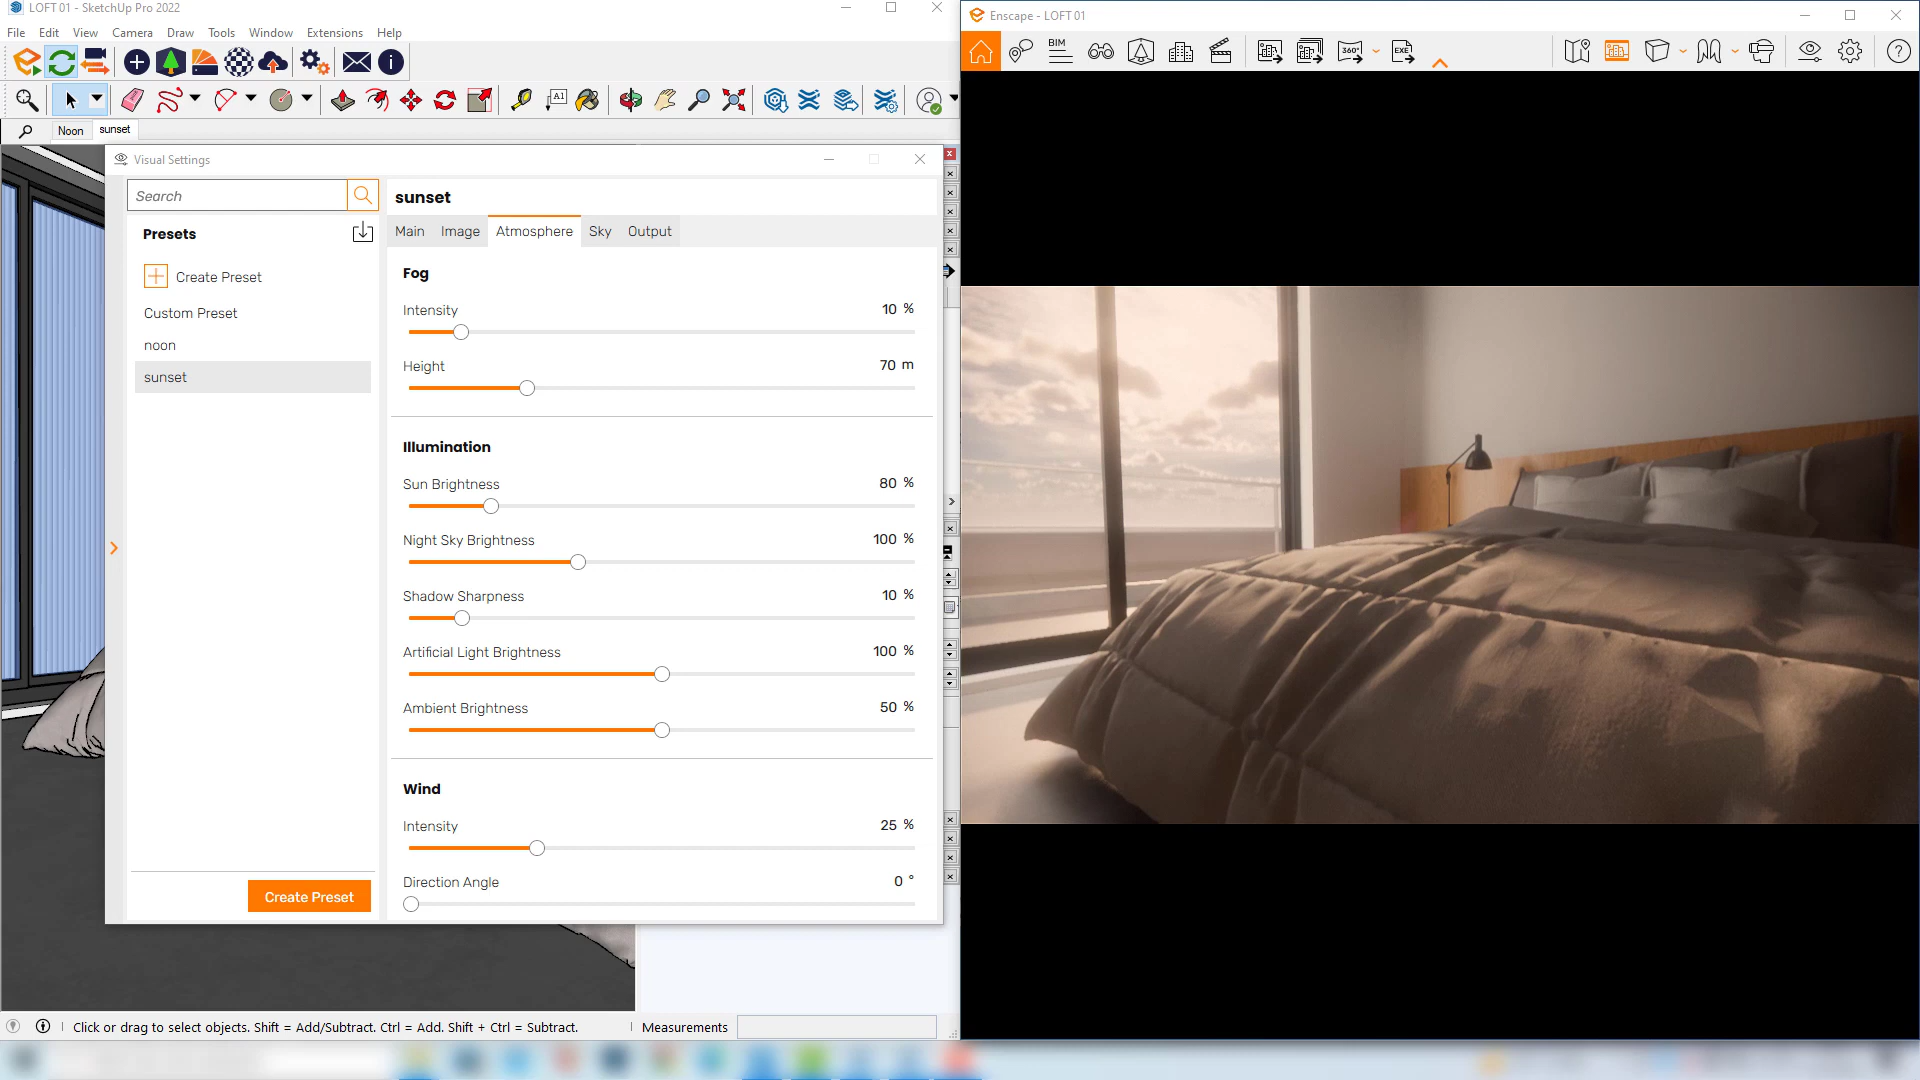 LOFT 01 - SketchUp Pro 2022
File Edit View Camera Draw Tools Window Extensions Help
A1
Noon sunset
Visual Settings
Search
Presets
Create Preset
Custom Preset
noon
sunset
Create Preset
sunset
Main Image Atmosphere Sky Output
Fog
Intensity 10 %
Height 70 m
Illumination
Sun Brightness 80 %
Night Sky Brightness 100 %
Shadow Sharpness 10 %
Artificial Light Brightness 100 %
Ambient Brightness 50 %
Wind
Intensity 25 %
Direction Angle 0 °
Click or drag to select objects. Shift = Add/Subtract. Ctrl = Add. Shift + Ctrl = Subtract. Measurements
Enscape - LOFT 01
BIM 360° EXE